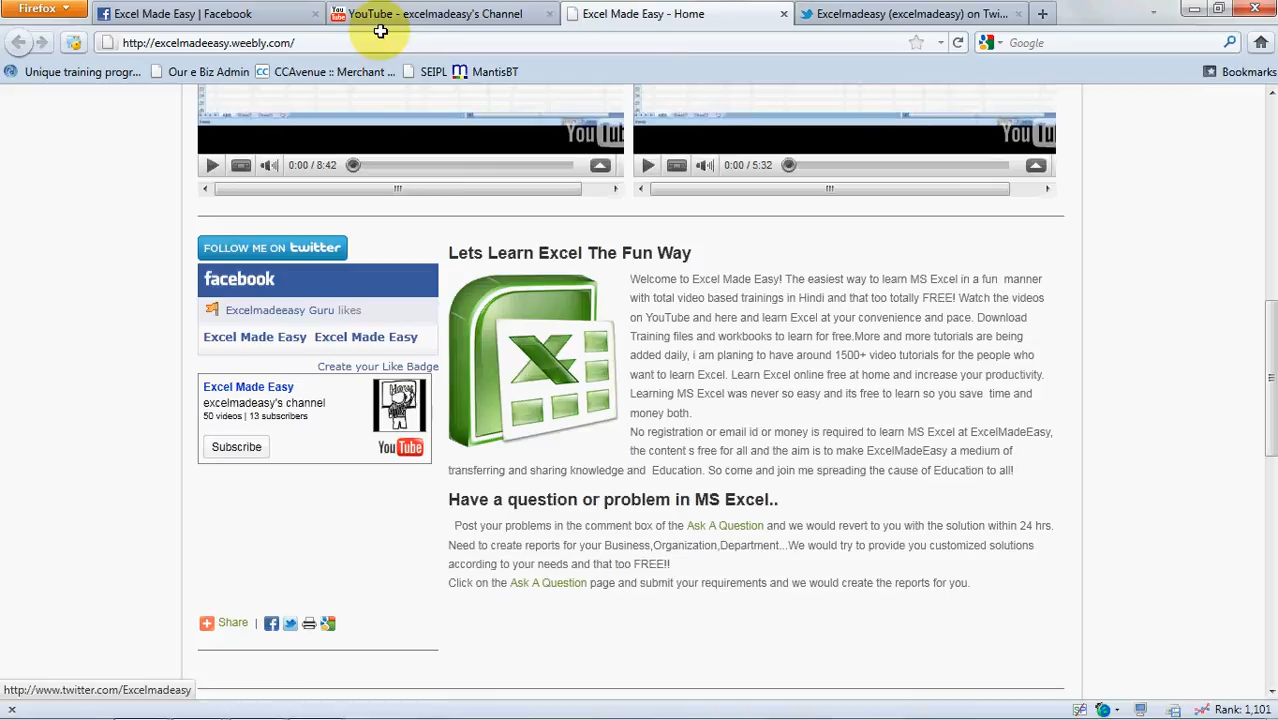 Firefox
Excel Made Easy | Facebook
YouTube - excelmadeasy's Channel
Excel Made Easy - Home
Excelmadeasy (excelmadeasy) on Twi...
http://excelmadeeasy.weebly.com/
Google
Unique training progr...
Our e Biz Admin
CCAvenue :: Merchant ...
SEIPL
MantisBT
Bookmarks
0:00 / 8:42
0:00 / 5:32
FOLLOW ME ON twitter
facebook
Excelmadeeasy Guru likes
Excel Made Easy Excel Made Easy
Create your Like Badge
Excel Made Easy
excelmadeasy's channel
50 videos | 13 subscribers
Subscribe
YouTube
Lets Learn Excel The Fun Way
Welcome to Excel Made Easy! The easiest way to learn MS Excel in a fun manner
with total video based trainings in Hindi and that too totally FREE! Watch the videos
on YouTube and here and learn Excel at your convenience and pace. Download
Training files and workbooks to learn for free.More and more tutorials are being
added daily, i am planing to have around 1500+ video tutorials for the people who
want to learn Excel. Learn Excel online free at home and increase your productivity.
Learning MS Excel was never so easy and its free to learn so you save time and
money both.
No registration or email id or money is required to learn MS Excel at ExcelMadeEasy,
the content s free for all and the aim is to make ExcelMadeEasy a medium of
transferring and sharing knowledge and Education. So come and join me spreading the cause of Education to all!
Have a question or problem in MS Excel..
Post your problems in the comment box of the Ask A Question and we would revert to you with the solution within 24 hrs.
Need to create reports for your Business,Organization,Department...We would try to provide you customized solutions
according to your needs and that too FREE!!
Click on the Ask A Question page and submit your requirements and we would create the reports for you.
Share |
http://www.twitter.com/Excelmadeasy
Rank: 1,101